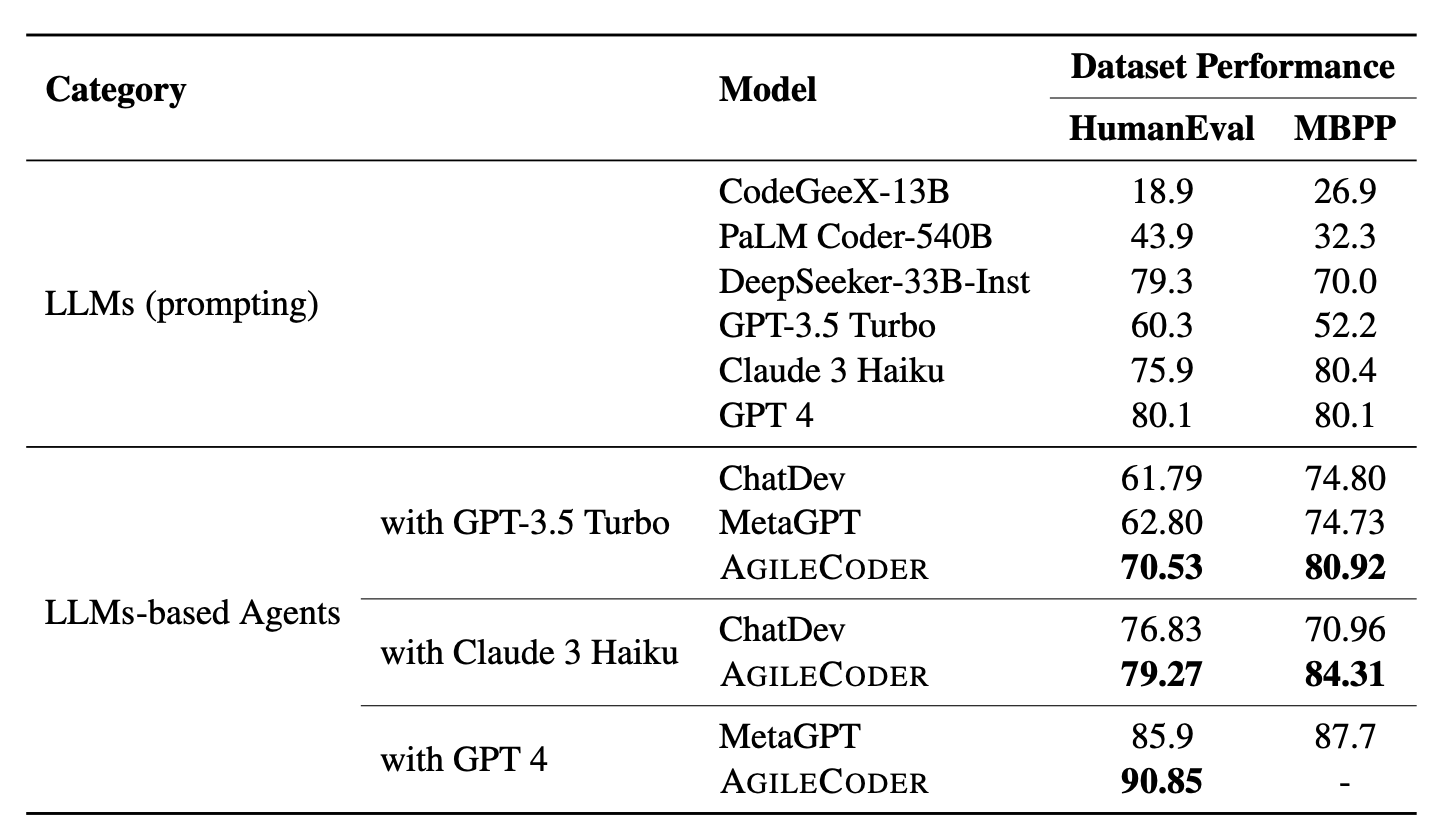 Category Model Dataset Performance
HumanEval MBPP
LLMs (prompting)
CodeGeeX-13B 18.9 26.9
PaLM Coder-540B 43.9 32.3
DeepSeeker-33B-Inst 79.3 70.0
GPT-3.5 Turbo 60.3 52.2
Claude 3 Haiku 75.9 80.4
GPT 4 80.1 80.1
LLMs-based Agents
with GPT-3.5 Turbo
ChatDev 61.79 74.80
MetaGPT 62.80 74.73
AGILECODER 70.53 80.92
with Claude 3 Haiku
ChatDev 76.83 70.96
AGILECODER 79.27 84.31
with GPT 4
MetaGPT 85.9 87.7
AGILECODER 90.85 -